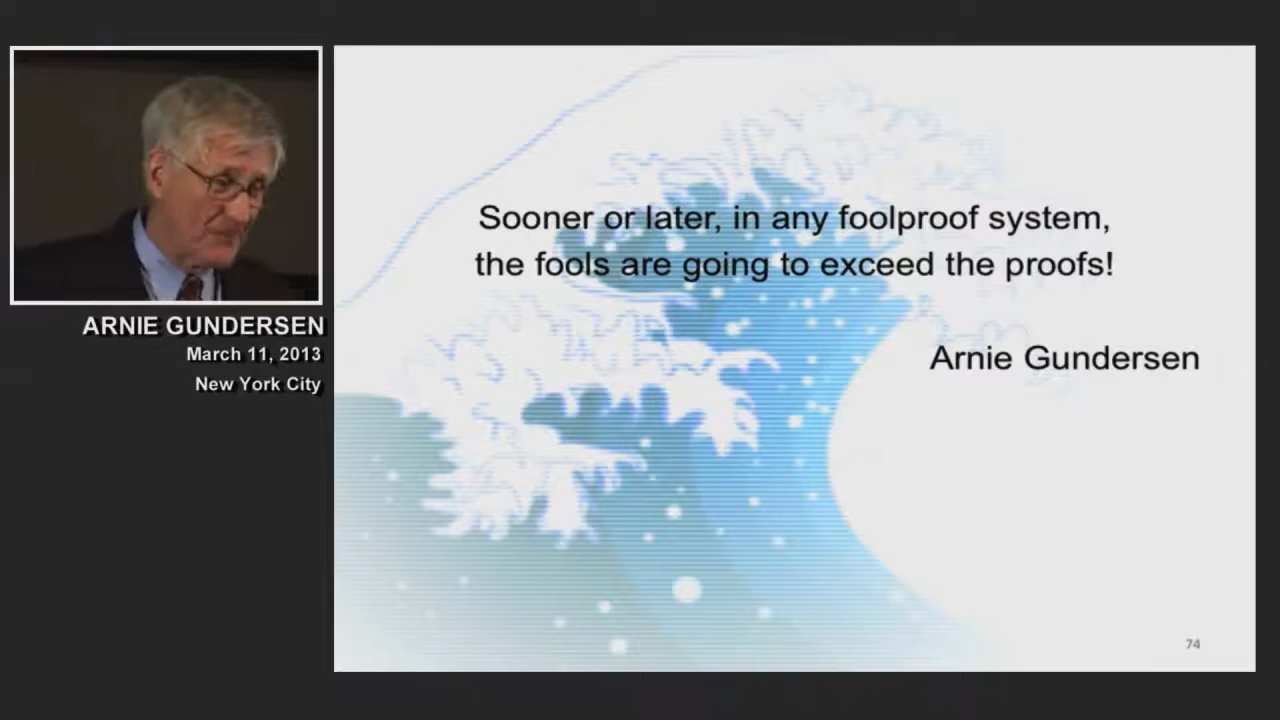 ARNIE GUNDERSEN
March 11, 2013
New York City
Sooner or later, in any foolproof system,
the fools are going to exceed the proofs!
Arnie Gundersen
74